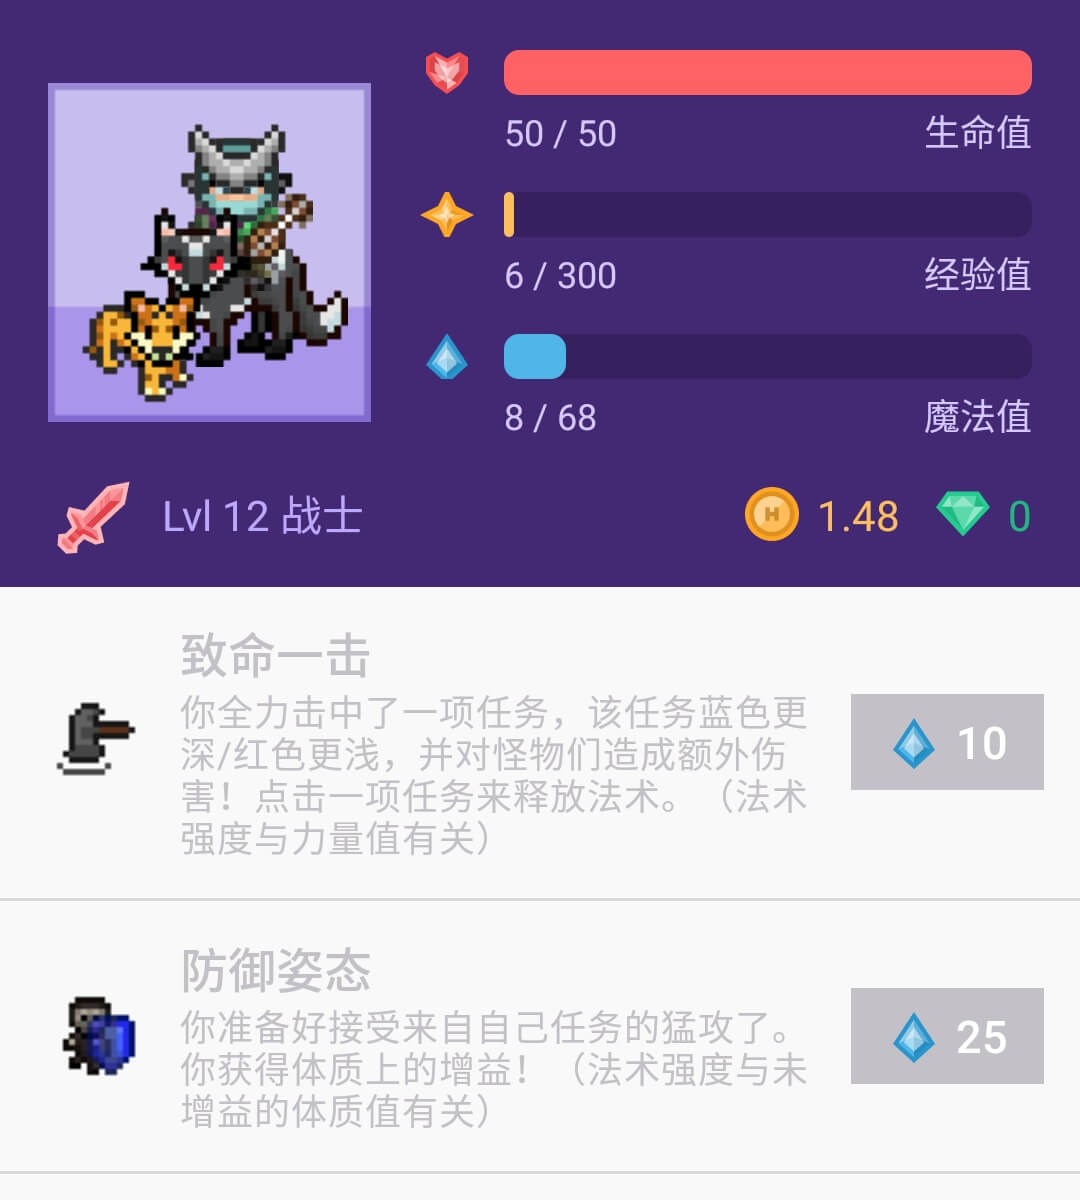 50 / 50 生命值
6 / 300 经验值
8 / 68 魔法值
Lvl 12 战士 H 1.48 0
致命一击
你全力击中了一项任务，该任务蓝色更
深/红色更浅，并对怪物们造成额外伤
害！点击一项任务来释放法术。（法术
强度与力量值有关）
10
防御姿态
你准备好接受来自自己任务的猛攻了。
你获得体质上的增益！（法术强度与未
增益的体质值有关）
25